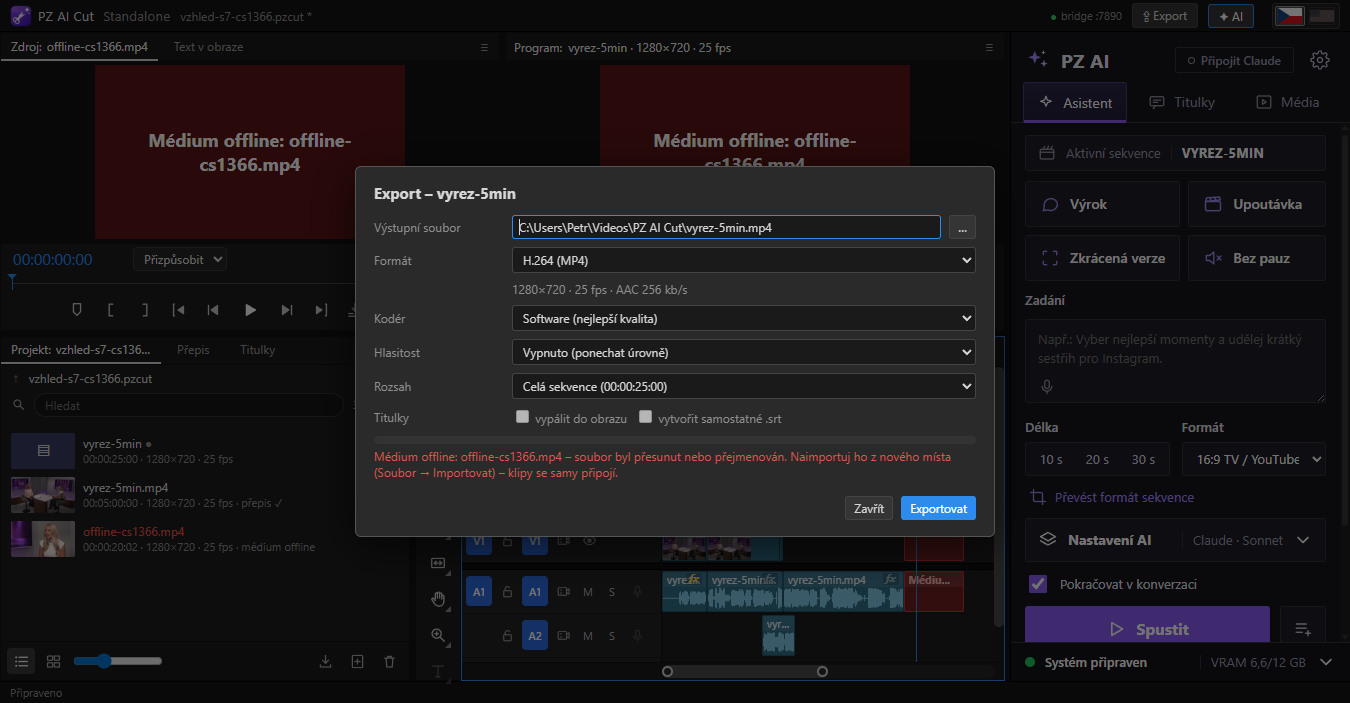 PZ AI Cut Standalone vzhled-s7-cs1366.pzcut *
bridge :7890
Export
AI
Zdroj: offline-cs1366.mp4
Text v obraze
Program: vyrez-5min · 1280×720 · 25 fps
Médium offline: offline-
cs1366.mp4
Médium offline: offline-
cs1366.mp4
00:00:00:00
Přizpůsobit
Projekt: vzhled-s7-cs136...
Přepis
Titulky
vzhled-s7-cs1366.pzcut
Hledat
vyrez-5min
00:00:25:00 · 1280×720 · 25 fps
vyrez-5min.mp4
00:05:00:00 · 1280×720 · 25 fps · přepis ✓
offline-cs1366.mp4
00:00:20:02 · 1280×720 · 25 fps · médium offline
Export – vyrez-5min
Výstupní soubor
C:\Users\Petr\Videos\PZ AI Cut\vyrez-5min.mp4
...
Formát
H.264 (MP4)
1280×720 · 25 fps · AAC 256 kb/s
Kodér
Software (nejlepší kvalita)
Hlasitost
Vypnuto (ponechat úrovně)
Rozsah
Celá sekvence (00:00:25:00)
Titulky
vypálit do obrazu
vytvořit samostatné .srt
Médium offline: offline-cs1366.mp4 – soubor byl přesunut nebo přejmenován. Naimportuj ho z nového místa
(Soubor → Importovat) – klipy se samy připojí.
Zavřít
Exportovat
V1
V1
A1
A1
M
S
vyrez
fx
vyrez-5min
fx
vyrez-5min.mp4
fx
Médiu...
A2
M
S
vyr...
PZ AI
Připojit Claude
Asistent
Titulky
Média
Aktivní sekvence
VYREZ-5MIN
Výrok
Upoutávka
Zkrácená verze
Bez pauz
Zadání
Např.: Vyber nejlepší momenty a udělej krátký
sestřih pro Instagram.
Délka
Formát
10 s
20 s
30 s
16:9 TV / YouTube
Převést formát sekvence
Nastavení AI
Claude · Sonnet
Pokračovat v konverzaci
Spustit
Systém připraven
VRAM 6,6/12 GB
Připraveno